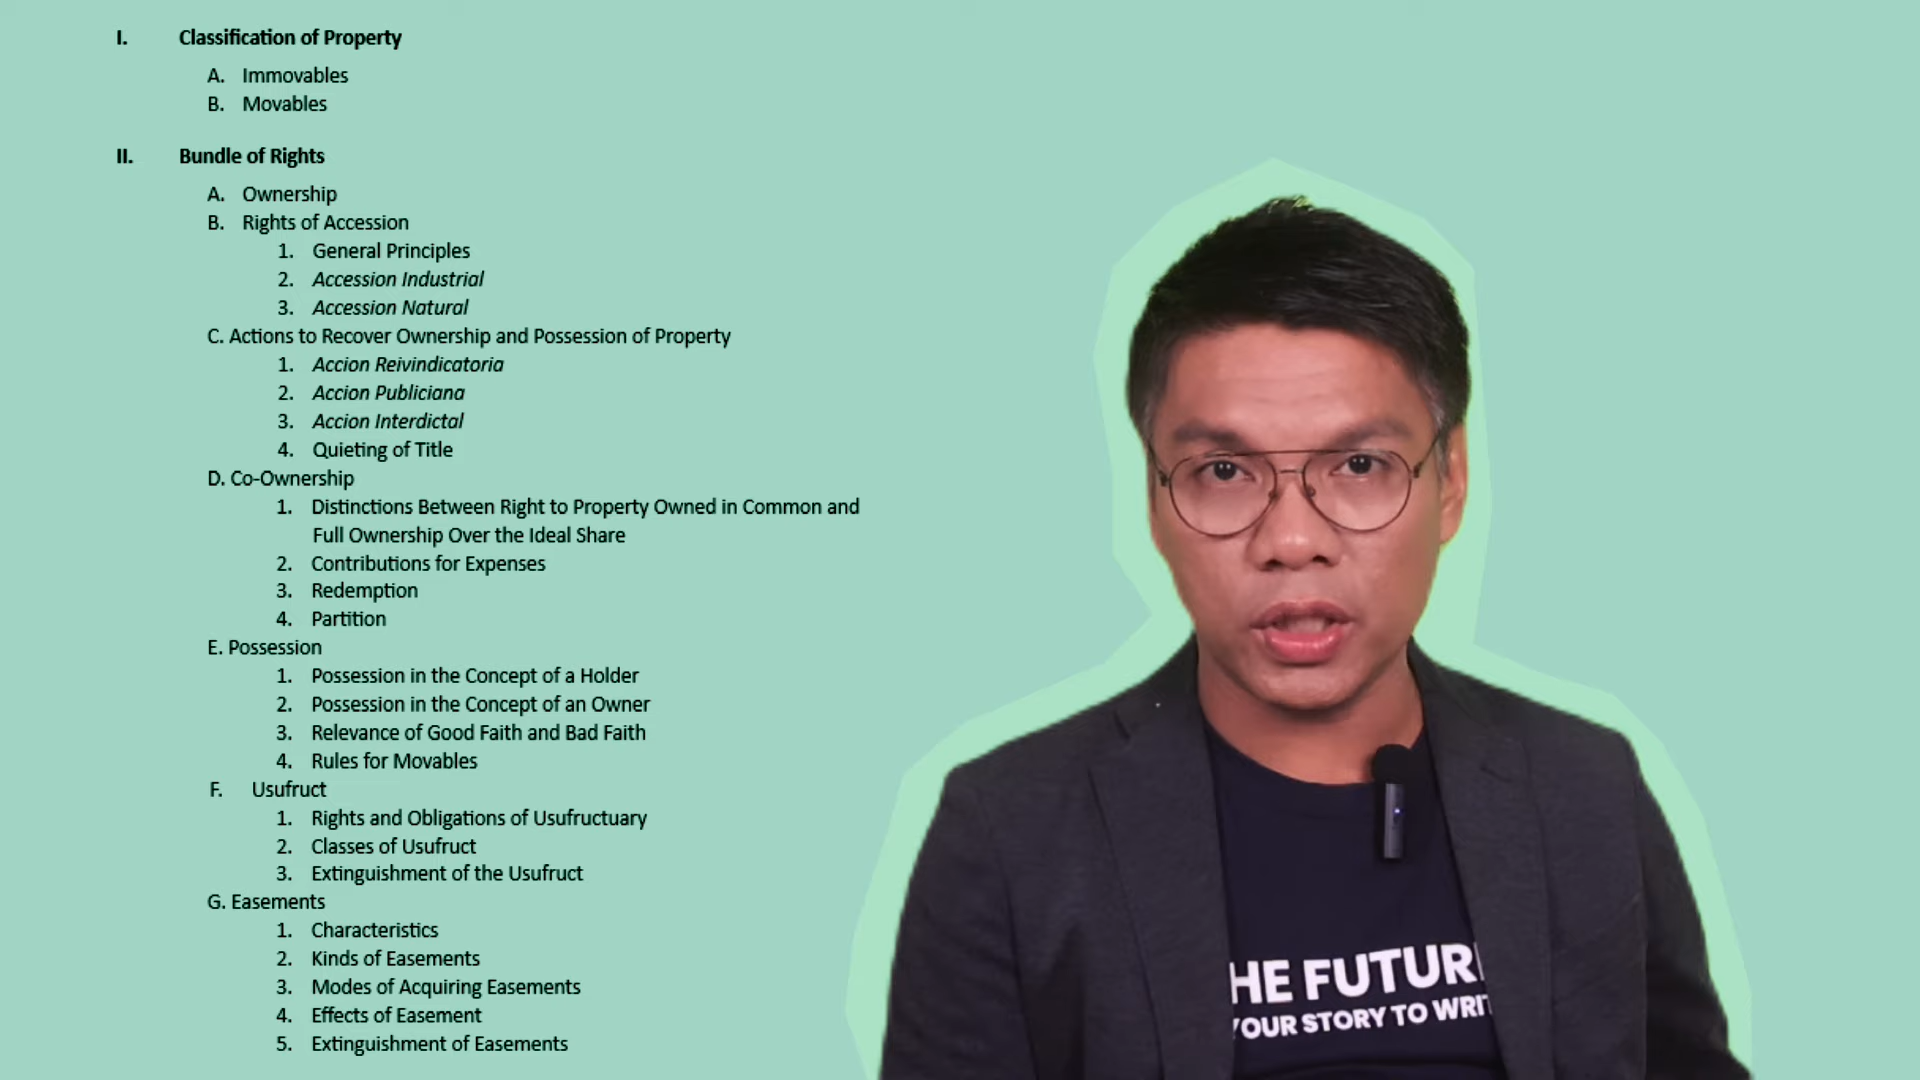 I. Classification of Property
A. Immovables
B. Movables
II. Bundle of Rights
A. Ownership
B. Rights of Accession
1. General Principles
2. Accession Industrial
3. Accession Natural
C. Actions to Recover Ownership and Possession of Property
1. Accion Reivindicatoria
2. Accion Publiciana
3. Accion Interdictal
4. Quieting of Title
D. Co-Ownership
1. Distinctions Between Right to Property Owned in Common and
Full Ownership Over the Ideal Share
2. Contributions for Expenses
3. Redemption
4. Partition
E. Possession
1. Possession in the Concept of a Holder
2. Possession in the Concept of an Owner
3. Relevance of Good Faith and Bad Faith
4. Rules for Movables
F. Usufruct
1. Rights and Obligations of Usufructuary
2. Classes of Usufruct
3. Extinguishment of the Usufruct
G. Easements
1. Characteristics
2. Kinds of Easements
3. Modes of Acquiring Easements
4. Effects of Easement
5. Extinguishment of Easements
HE FUTUR
YOUR STORY TO WRIT